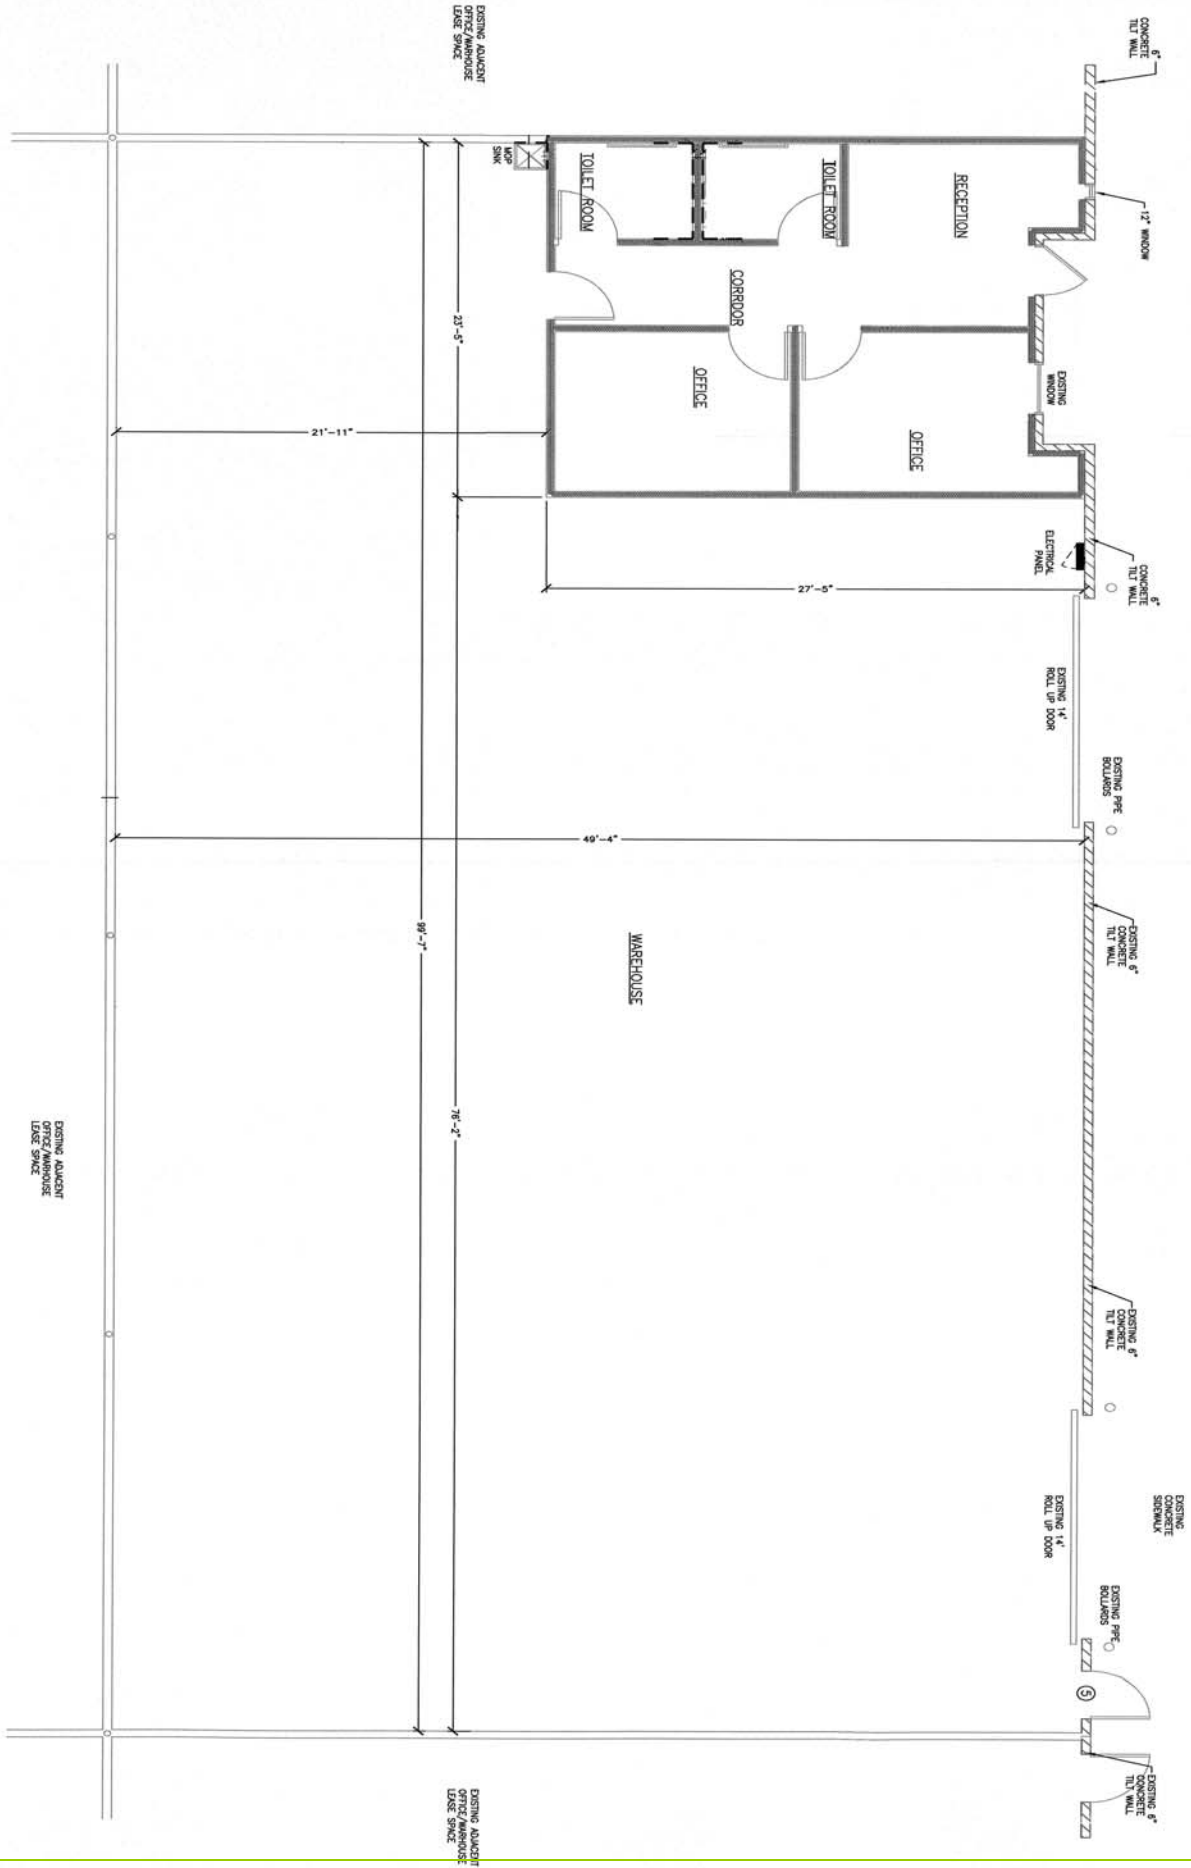 EXISTING ADJACENT
OFFICE/WARHOUSE
LEASE SPACE
6"
CONCRETE
TILT WALL
12" WINDOW
MOP
SINK
TOILET ROOM
TOILET ROOM
RECEPTION
CORRDOR
23'-5"
OFFICE
OFFICE
EXISTING
WINDOW
21'-11"
ELECTRICAL
PANEL
6"
CONCRETE
TILT WALL
27'-5"
EXISTING 14'
ROLL UP DOOR
EXISTING PIPE
BOLLARDS
49'-4"
99'-7"
WAREHOUSE
EXISTING 6"
CONCRETE
TILT WALL
76'-2"
EXISTING ADJACENT
OFFICE/WARHOUSE
LEASE SPACE
EXISTING 6"
CONCRETE
TILT WALL
EXISTING 14'
ROLL UP DOOR
EXISTING
CONCRETE
SIDEWALK
EXISTING PIPE
BOLLARDS
5
EXISTING 6"
CONCRETE
TILT WALL
EXISTING ADJACENT
OFFICE/WARHOUSE
LEASE SPACE